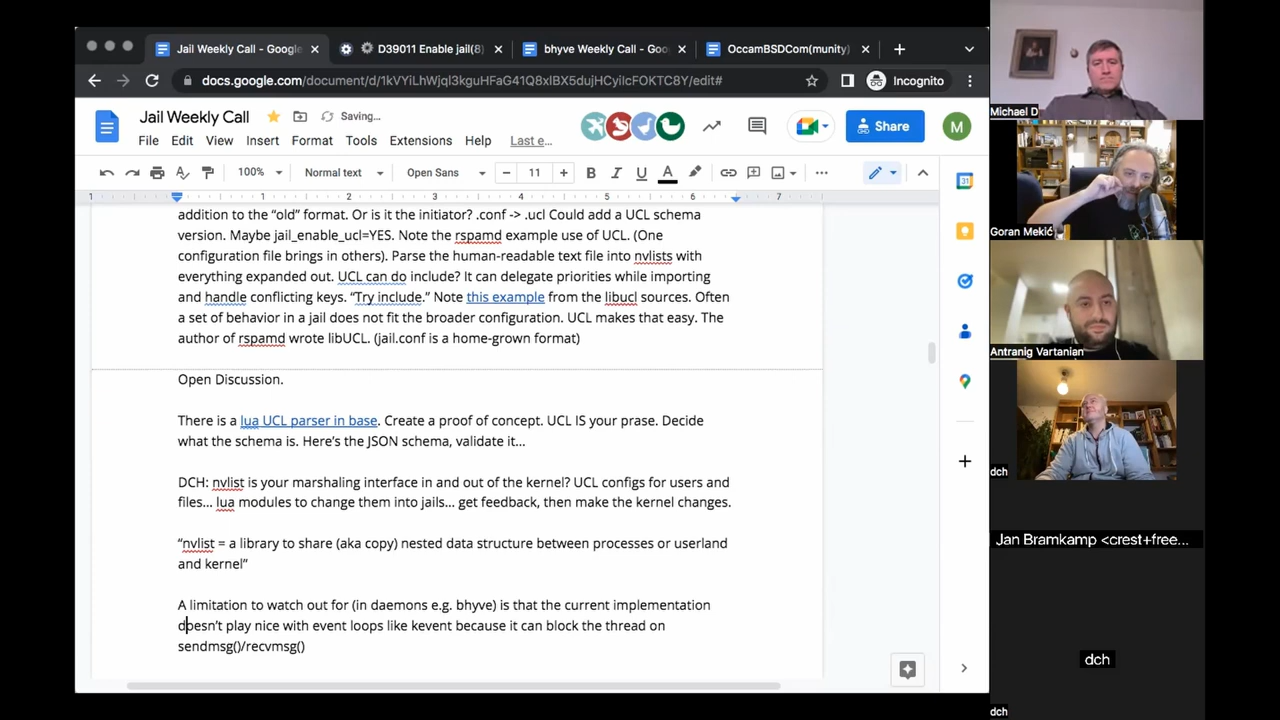 Jail Weekly Call - Google
D39011 Enable jail(8)
bhyve Weekly Call - Goo
OccamBSDCom(munity)
docs.google.com/document/d/1kVYiLhWjql3kguHFaG41Q8xIBX5dujHCyilcFOKTC8Y/edit#
Incognito
Jail Weekly Call
Saving...
File Edit View Insert Format Tools Extensions Help Last e...
Share
M
100% Normal text Open Sans 11 B I U A
1 1 2 3 4 5 6 7
31
addition to the “old” format. Or is it the initiator? .conf -> .ucl Could add a UCL schema
version. Maybe jail_enable_ucl=YES. Note the rspamd example use of UCL. (One
configuration file brings in others). Parse the human-readable text file into nvlists with
everything expanded out. UCL can do include? It can delegate priorities while importing
and handle conflicting keys. “Try include.” Note this example from the libucl sources. Often
a set of behavior in a jail does not fit the broader configuration. UCL makes that easy. The
author of rspamd wrote libUCL. (jail.conf is a home-grown format)
Open Discussion.
There is a lua UCL parser in base. Create a proof of concept. UCL IS your prase. Decide
what the schema is. Here’s the JSON schema, validate it...
DCH: nvlist is your marshaling interface in and out of the kernel? UCL configs for users and
files... lua modules to change them into jails... get feedback, then make the kernel changes.
“nvlist = a library to share (aka copy) nested data structure between processes or userland
and kernel”
A limitation to watch out for (in daemons e.g. bhyve) is that the current implementation
doesn’t play nice with event loops like kevent because it can block the thread on
sendmsg()/recvmsg()
Michael D
Goran Mekić
Antranig Vartanian
dch
Jan Bramkamp <crest+free...
dch
dch